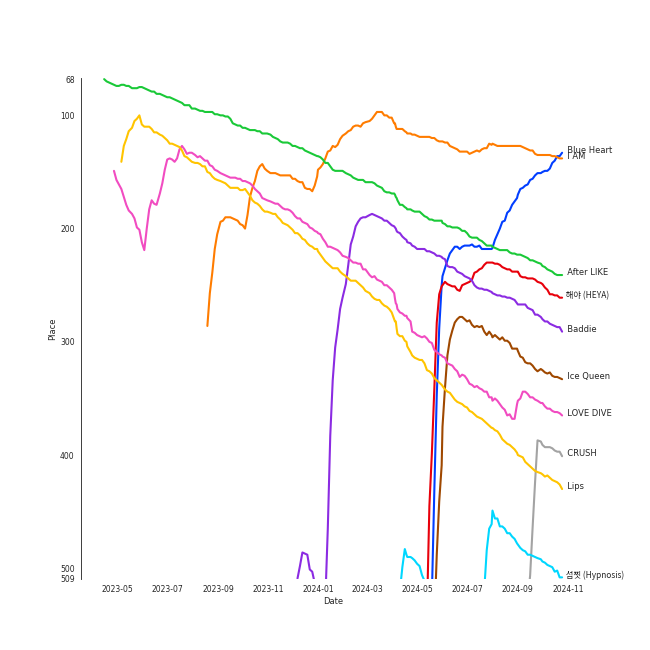 68
100
200
300
400
500
509
Place
2023-05
2023-07
2023-09
2023-11
2024-01
2024-03
2024-05
2024-07
2024-09
2024-11
Date
Blue Heart
I AM
After LIKE
해야 (HEYA)
Baddie
Ice Queen
LOVE DIVE
CRUSH
Lips
섬찟 (Hypnosis)